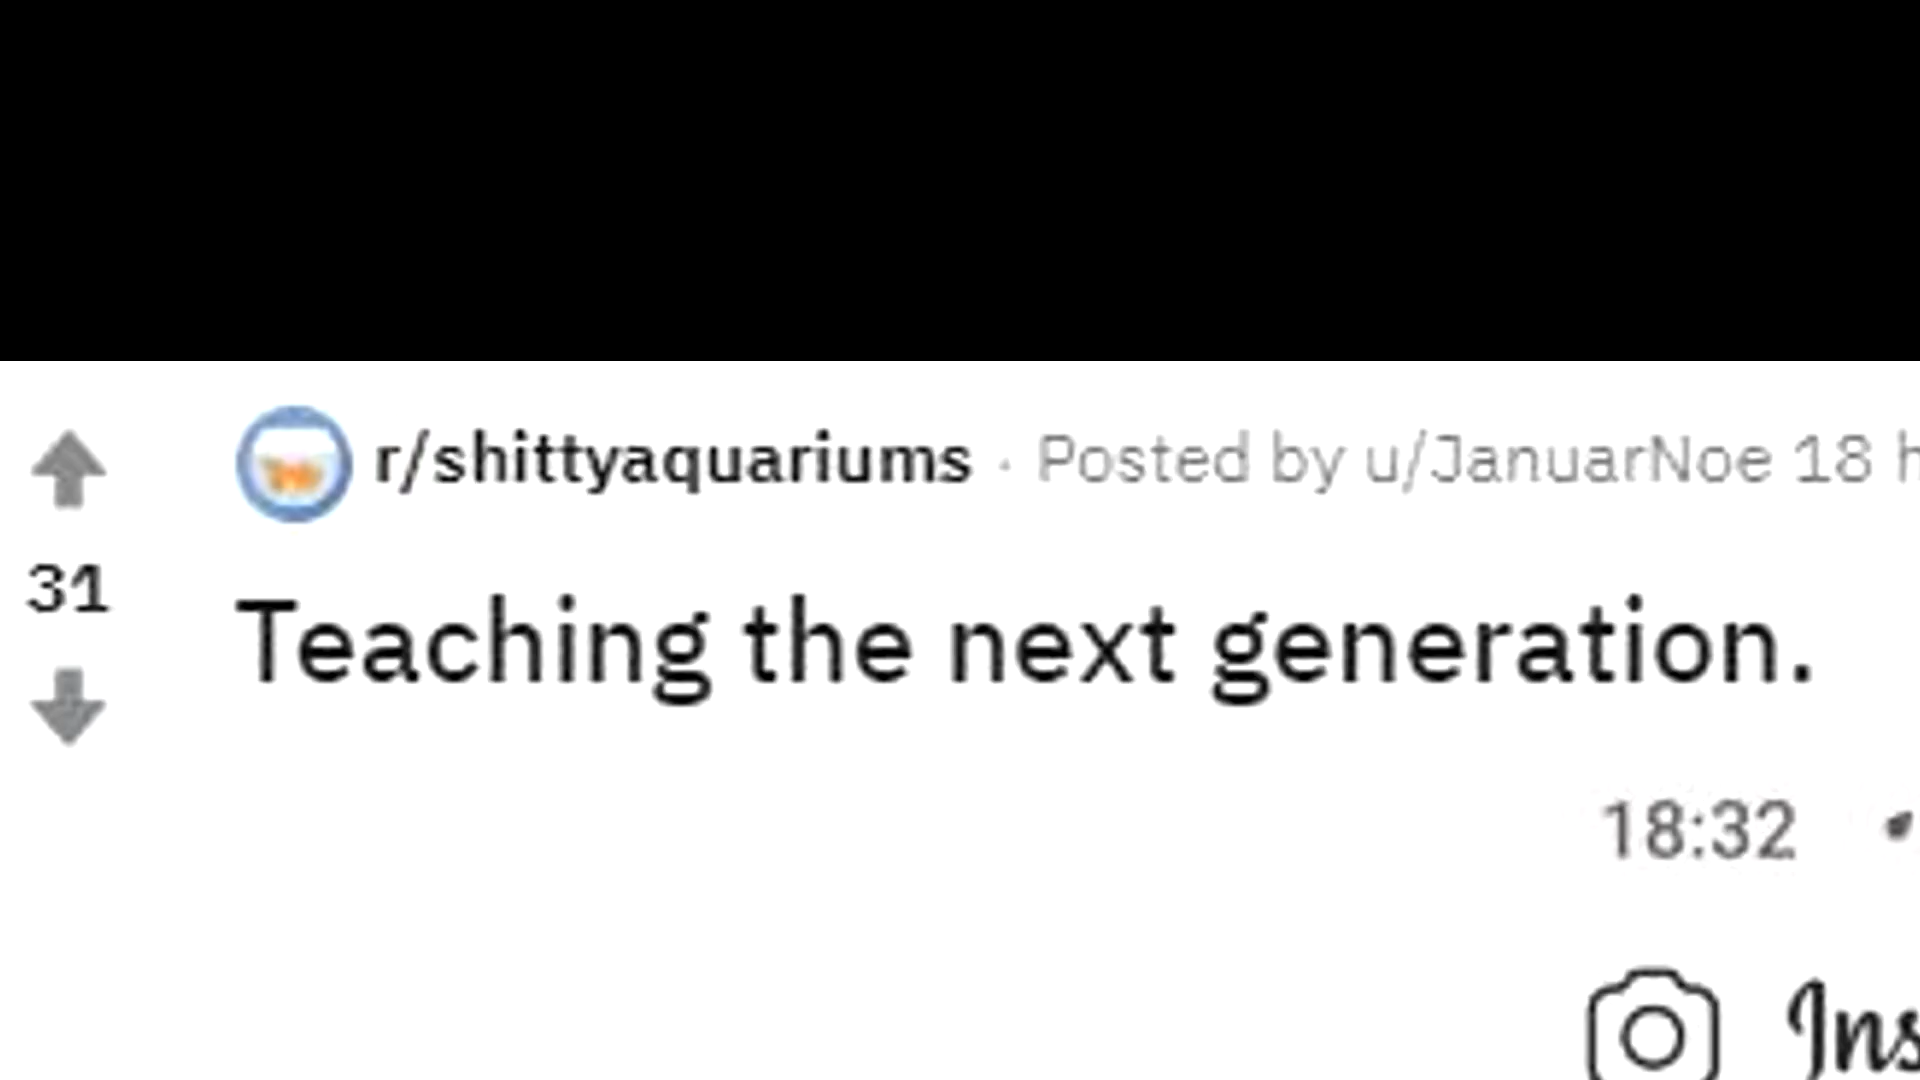 r/shittyaquariums · Posted by u/JanuarNoe 18 h
31
Teaching the next generation.
18:32
Ins